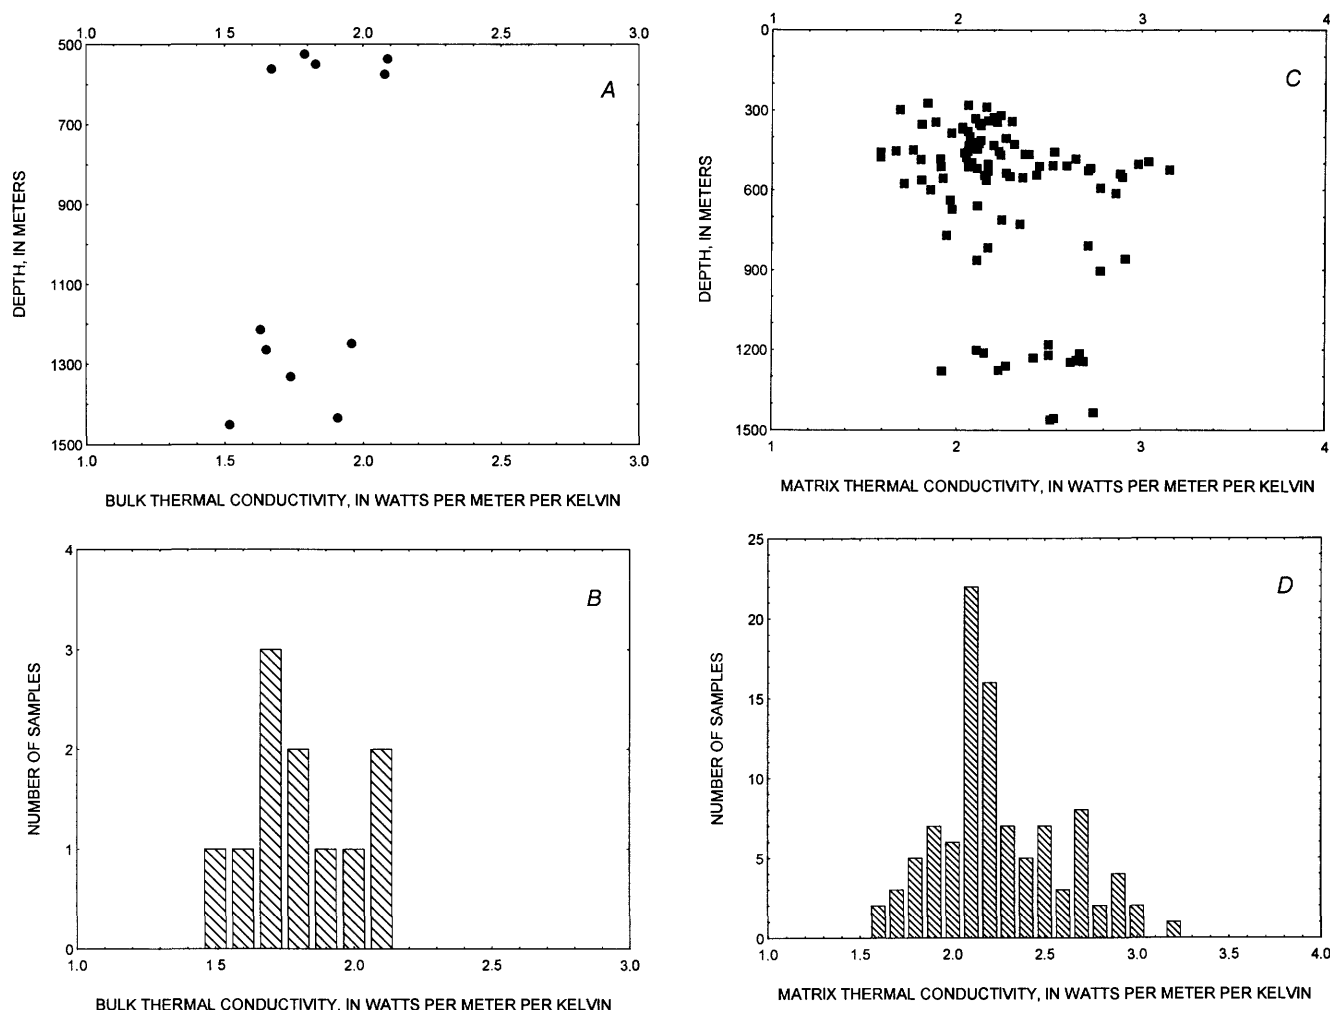 1.0 1 5 2.0 2.5 3.0
500
700
900
1100
1300
1500
DEPTH, IN METERS
A
1.0 1.5 2.0 2.5 3.0
BULK THERMAL CONDUCTIVITY, IN WATTS PER METER PER KELVIN
1 2 3 4
0
300
600
900
1200
1500
DEPTH, IN METERS
C
1 2 3 4
MATRIX THERMAL CONDUCTIVITY, IN WATTS PER METER PER KELVIN
4
3
2
1
0
NUMBER OF SAMPLES
B
1.0 1 5 2.0 2.5 3.0
BULK THERMAL CONDUCTIVITY, IN WATTS PER METER PER KELVIN
25
20
15
10
5
0
NUMBER OF SAMPLES
D
1.0 1.5 2.0 2.5 3.0 3.5 4.0
MATRIX THERMAL CONDUCTIVITY, IN WATTS PER METER PER KELVIN